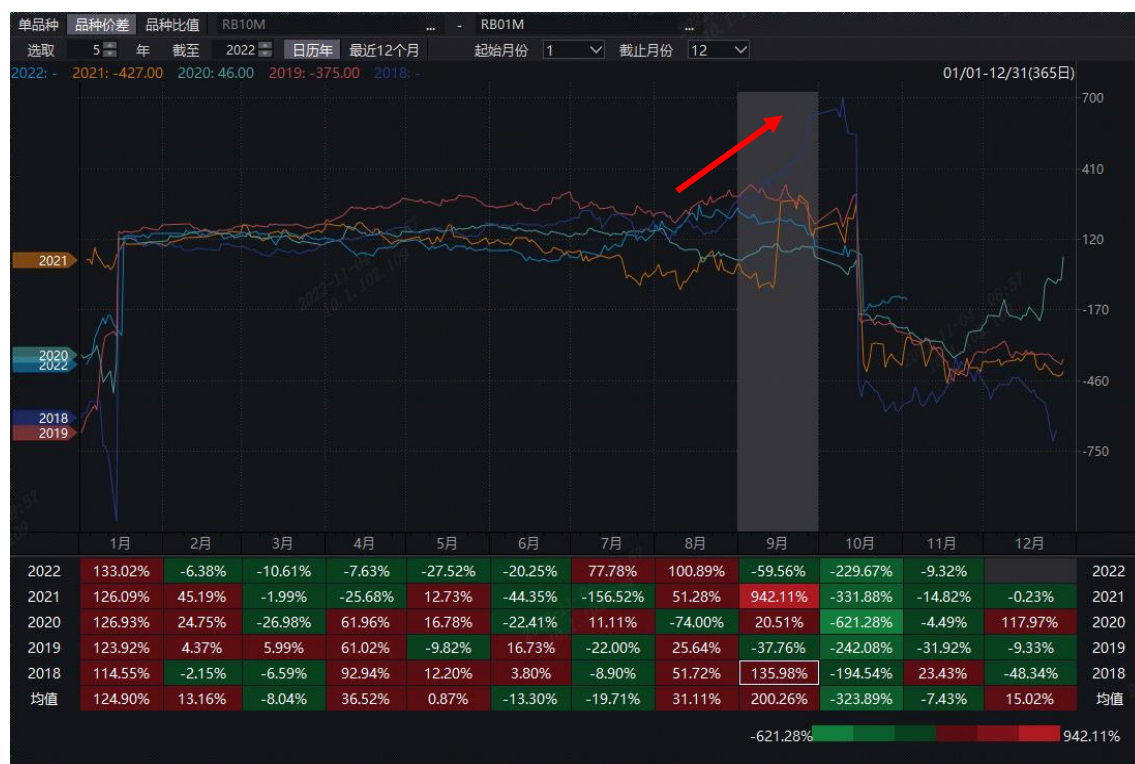 单品种 品种价差 品种比值 RB10M ... - RB01M ...
选取 5 年 截至 2022 日历年 最近12个月 起始月份 1 截止月份 12
2022: - 2021: -427.00 2020: 46.00 2019: -375.00 2018: - 01/01-12/31(365日)
700
410
120
2021
-170
2020
2022
-460
2018
2019
-750
1月 2月 3月 4月 5月 6月 7月 8月 9月 10月 11月 12月
2022 133.02% -6.38% -10.61% -7.63% -27.52% -20.25% 77.78% 100.89% -59.56% -229.67% -9.32% 2022
2021 126.09% 45.19% -1.99% -25.68% 12.73% -44.35% -156.52% 51.28% 942.11% -331.88% -14.82% -0.23% 2021
2020 126.93% 24.75% -26.98% 61.96% 16.78% -22.41% 11.11% -74.00% 20.51% -621.28% -4.49% 117.97% 2020
2019 123.92% 4.37% 5.99% 61.02% -9.82% 16.73% -22.00% 25.64% -37.76% -242.08% -31.92% -9.33% 2019
2018 114.55% -2.15% -6.59% 92.94% 12.20% 3.80% -8.90% 51.72% 135.98% -194.54% 23.43% -48.34% 2018
均值 124.90% 13.16% -8.04% 36.52% 0.87% -13.30% -19.71% 31.11% 200.26% -323.89% -7.43% 15.02% 均值
-621.28% 942.11%